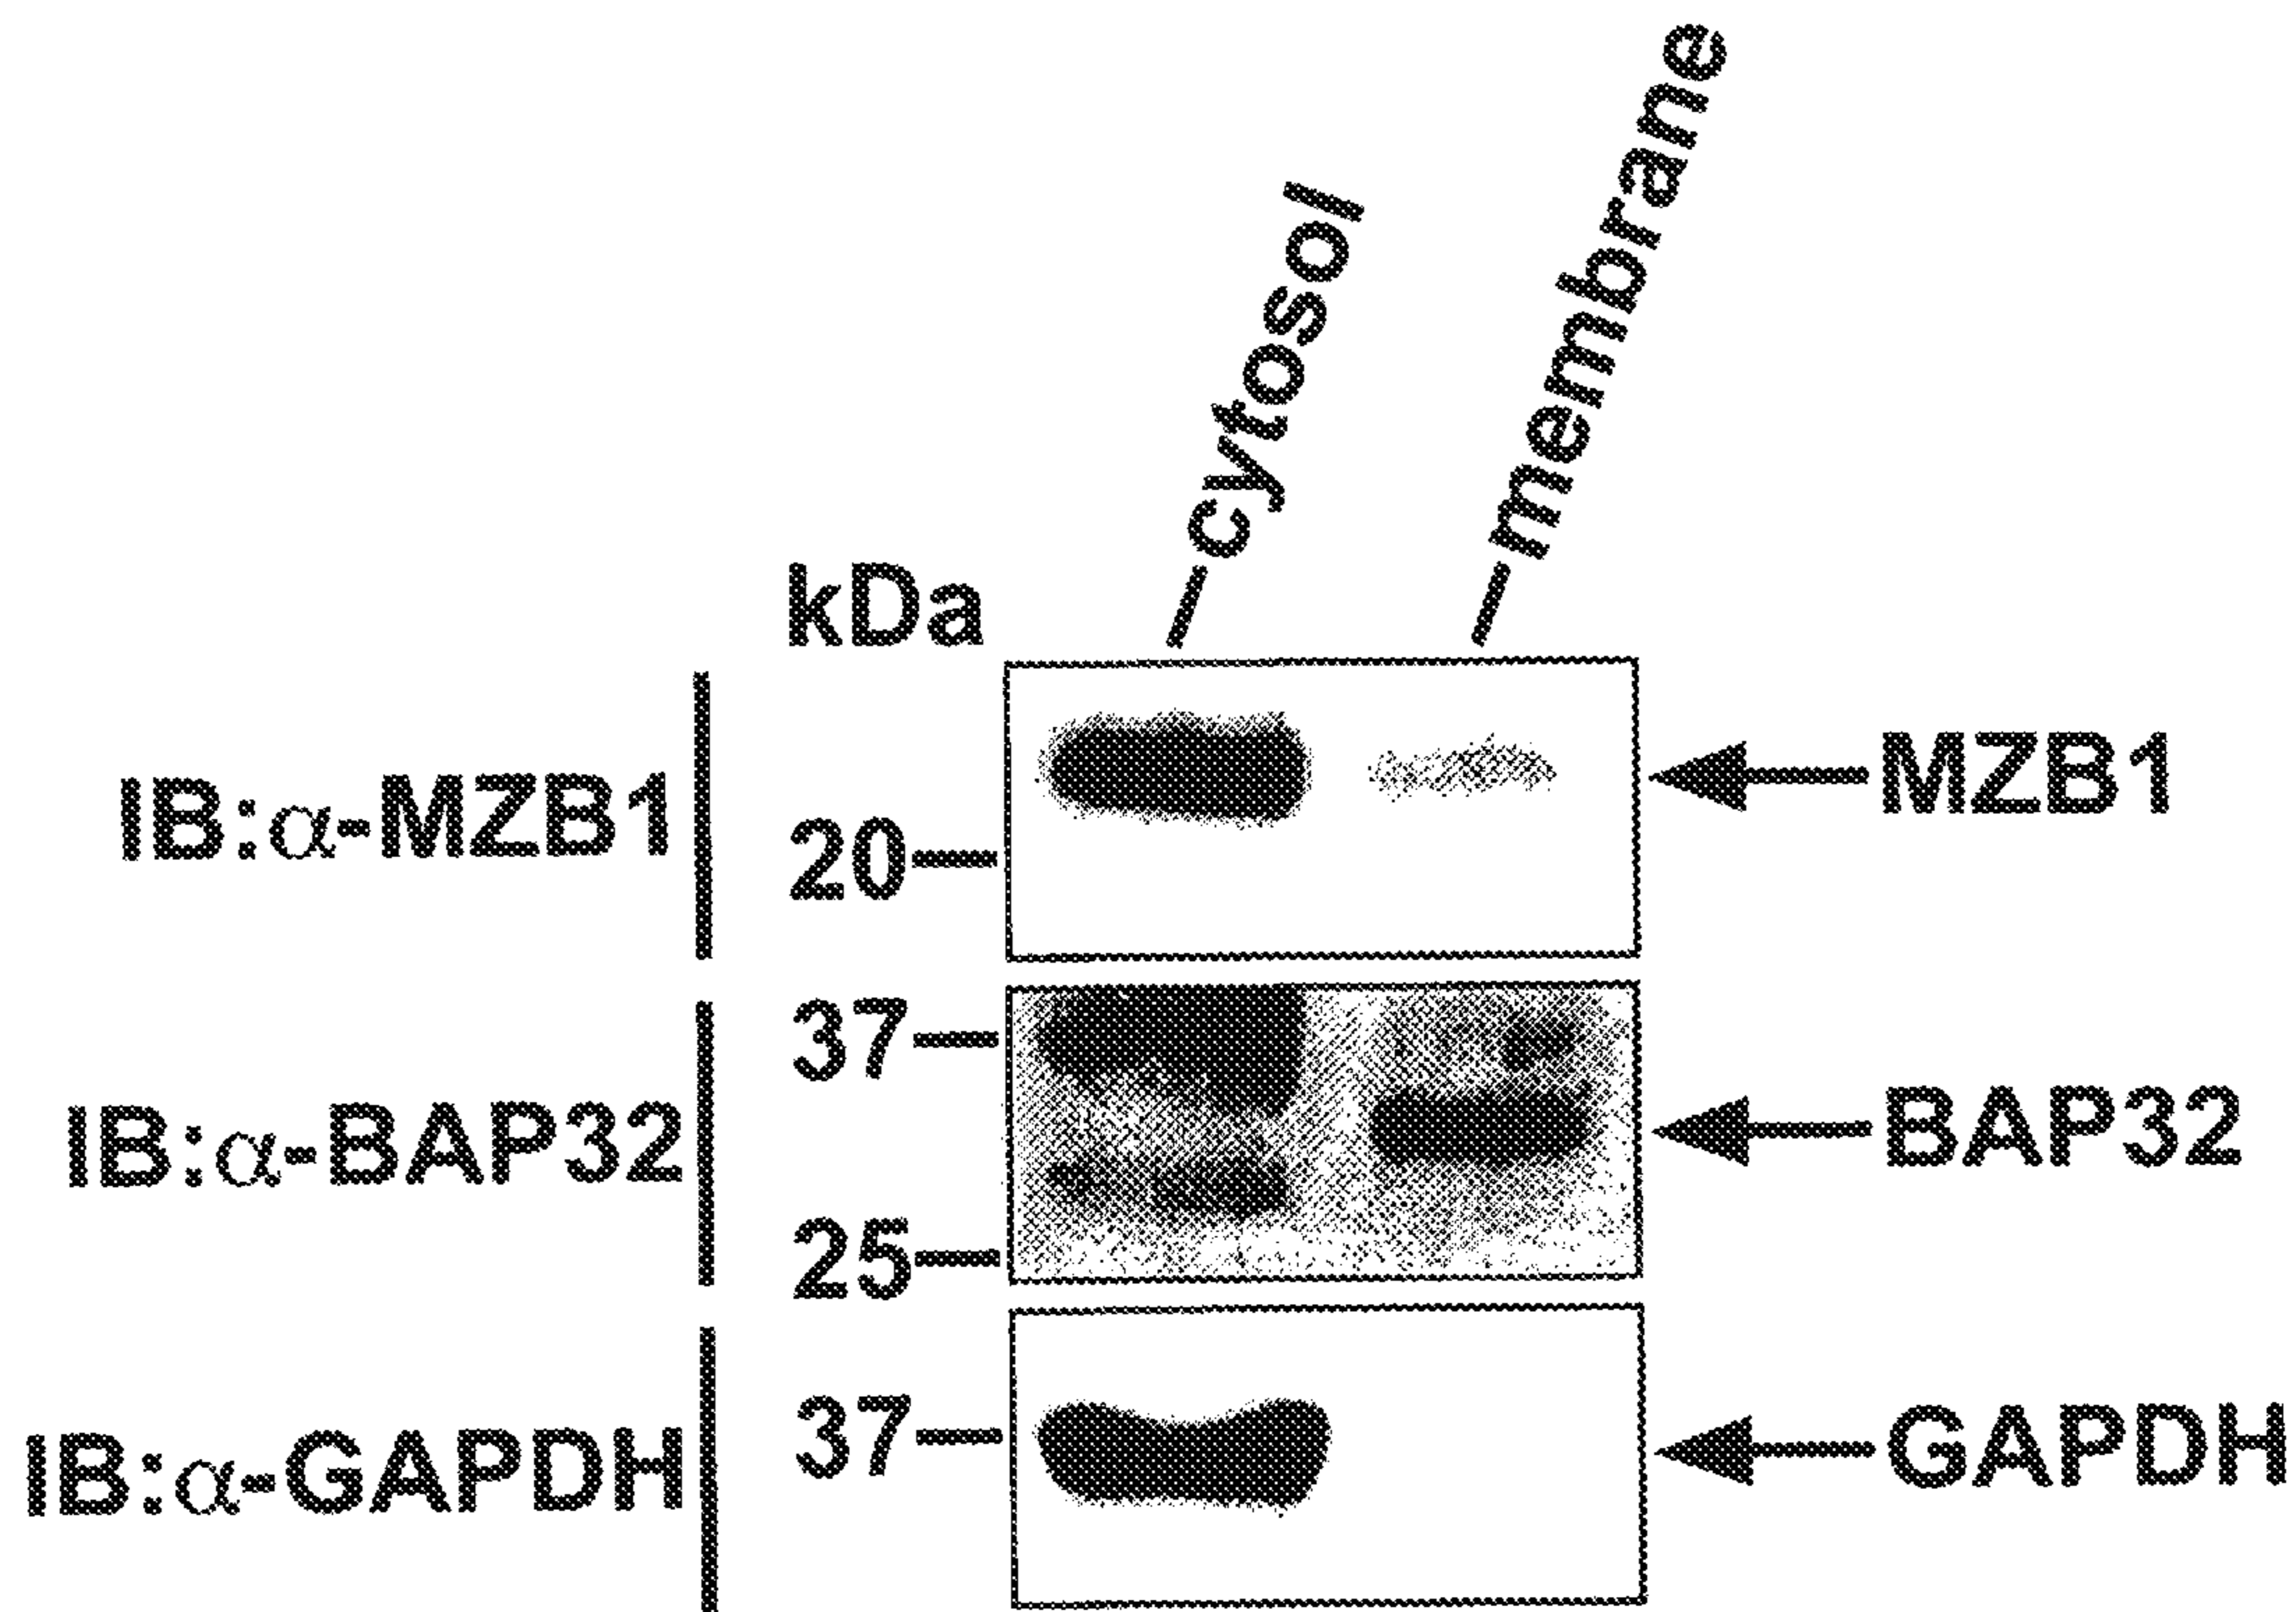 cytosol
membrane
kDa
IB:α-MZB1
20
MZB1
37
IB:α-BAP32
BAP32
25
37
IB:α-GAPDH
GAPDH